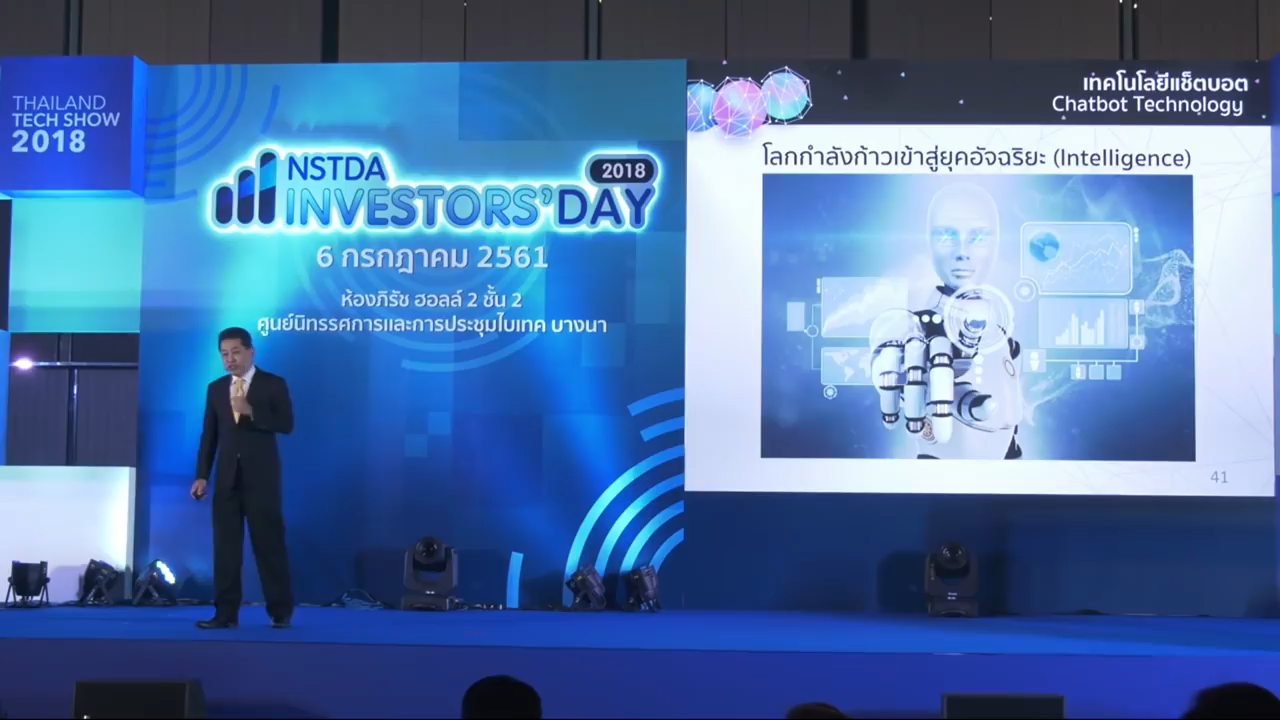 THAILAND
TECH SHOW
2018
NSTDA
2018
INVESTORS' DAY
6 กรกฎาคม 2561
ห้องภิรัช ฮอลล์ 2 ชั้น 2
ศูนย์นิทรรศการและการประชุมไบเทค บางนา
เทคโนโลยีแช็ตบอต
Chatbot Technology
โลกกำลังก้าวเข้าสู่ยุคอัจฉริยะ (Intelligence)
41